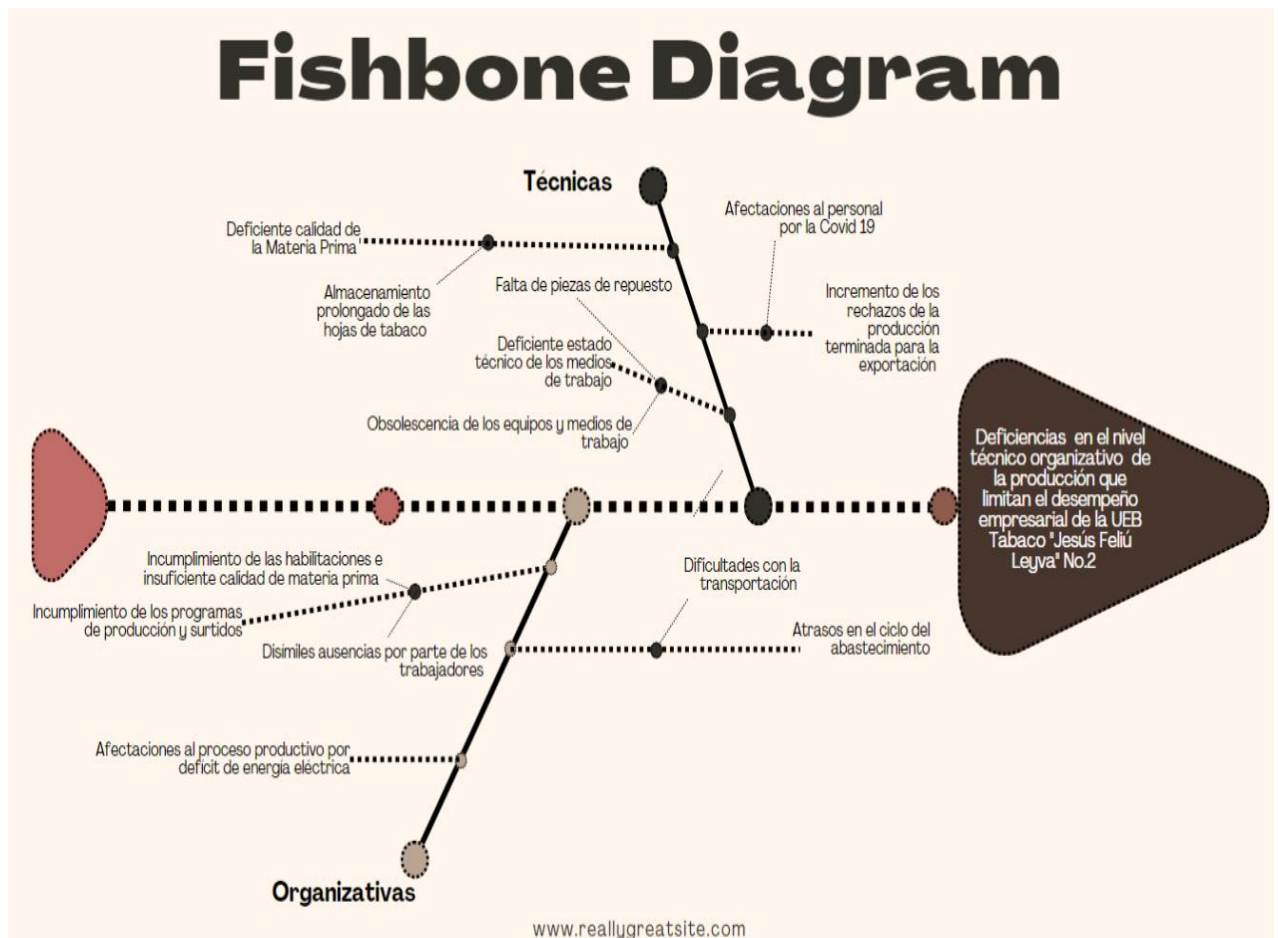 Fishbone Diagram
Técnicas
Afectaciones al personal
por la Covid 19
Deficiente calidad de
la Materia Prima
Almacenamiento
prolongado de las
hojas de tabaco
Falta de piezas de repuesto
Incremento de los
rechazos de la
producción
terminada para la
exportación
Deficiente estado
técnico de los medios
de trabajo
Obsolescencia de los equipos y medios de
trabajo
Deficiencias en el nivel
técnico organizativo de
la producción que
limitan el desempeño
empresarial de la UEB
Tabaco "Jesús Feliú
Leyva" No.2
Incumplimiento de las habilitaciones e
insuficiente calidad de materia prima
Dificultades con la
transportación
Incumplimiento de los programas
de producción y surtidos
Disímiles ausencias por parte de los
trabajadores
Atrasos en el ciclo del
abastecimiento
Afectaciones al proceso productivo por
deficit de energía eléctrica
Organizativas
www.reallygreatsite.com